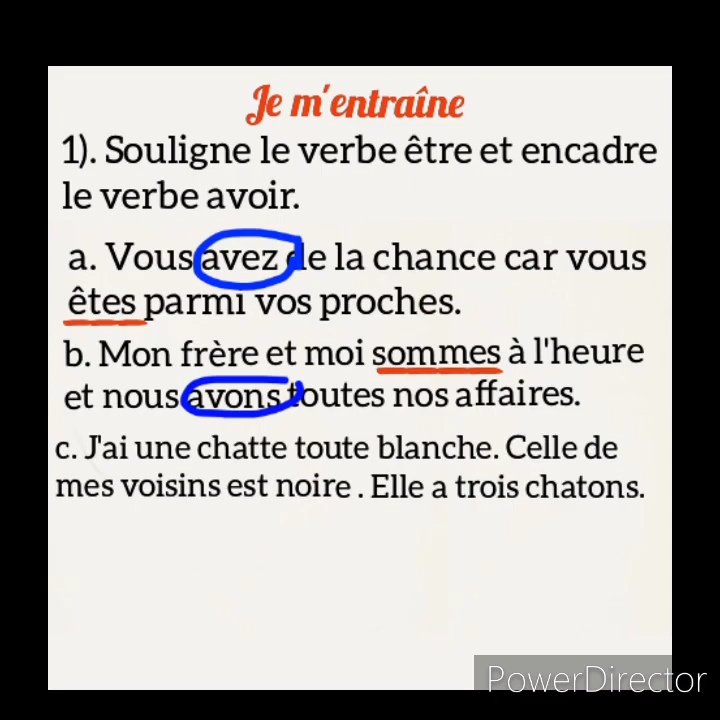 Je m'entraîne
1). Souligne le verbe être et encadre
le verbe avoir.
a. Vous avez de la chance car vous
êtes parmi vos proches.
b. Mon frère et moi sommes à l'heure
et nous avons toutes nos affaires.
c. J'ai une chatte toute blanche. Celle de
mes voisins est noire . Elle a trois chatons.
PowerDirector